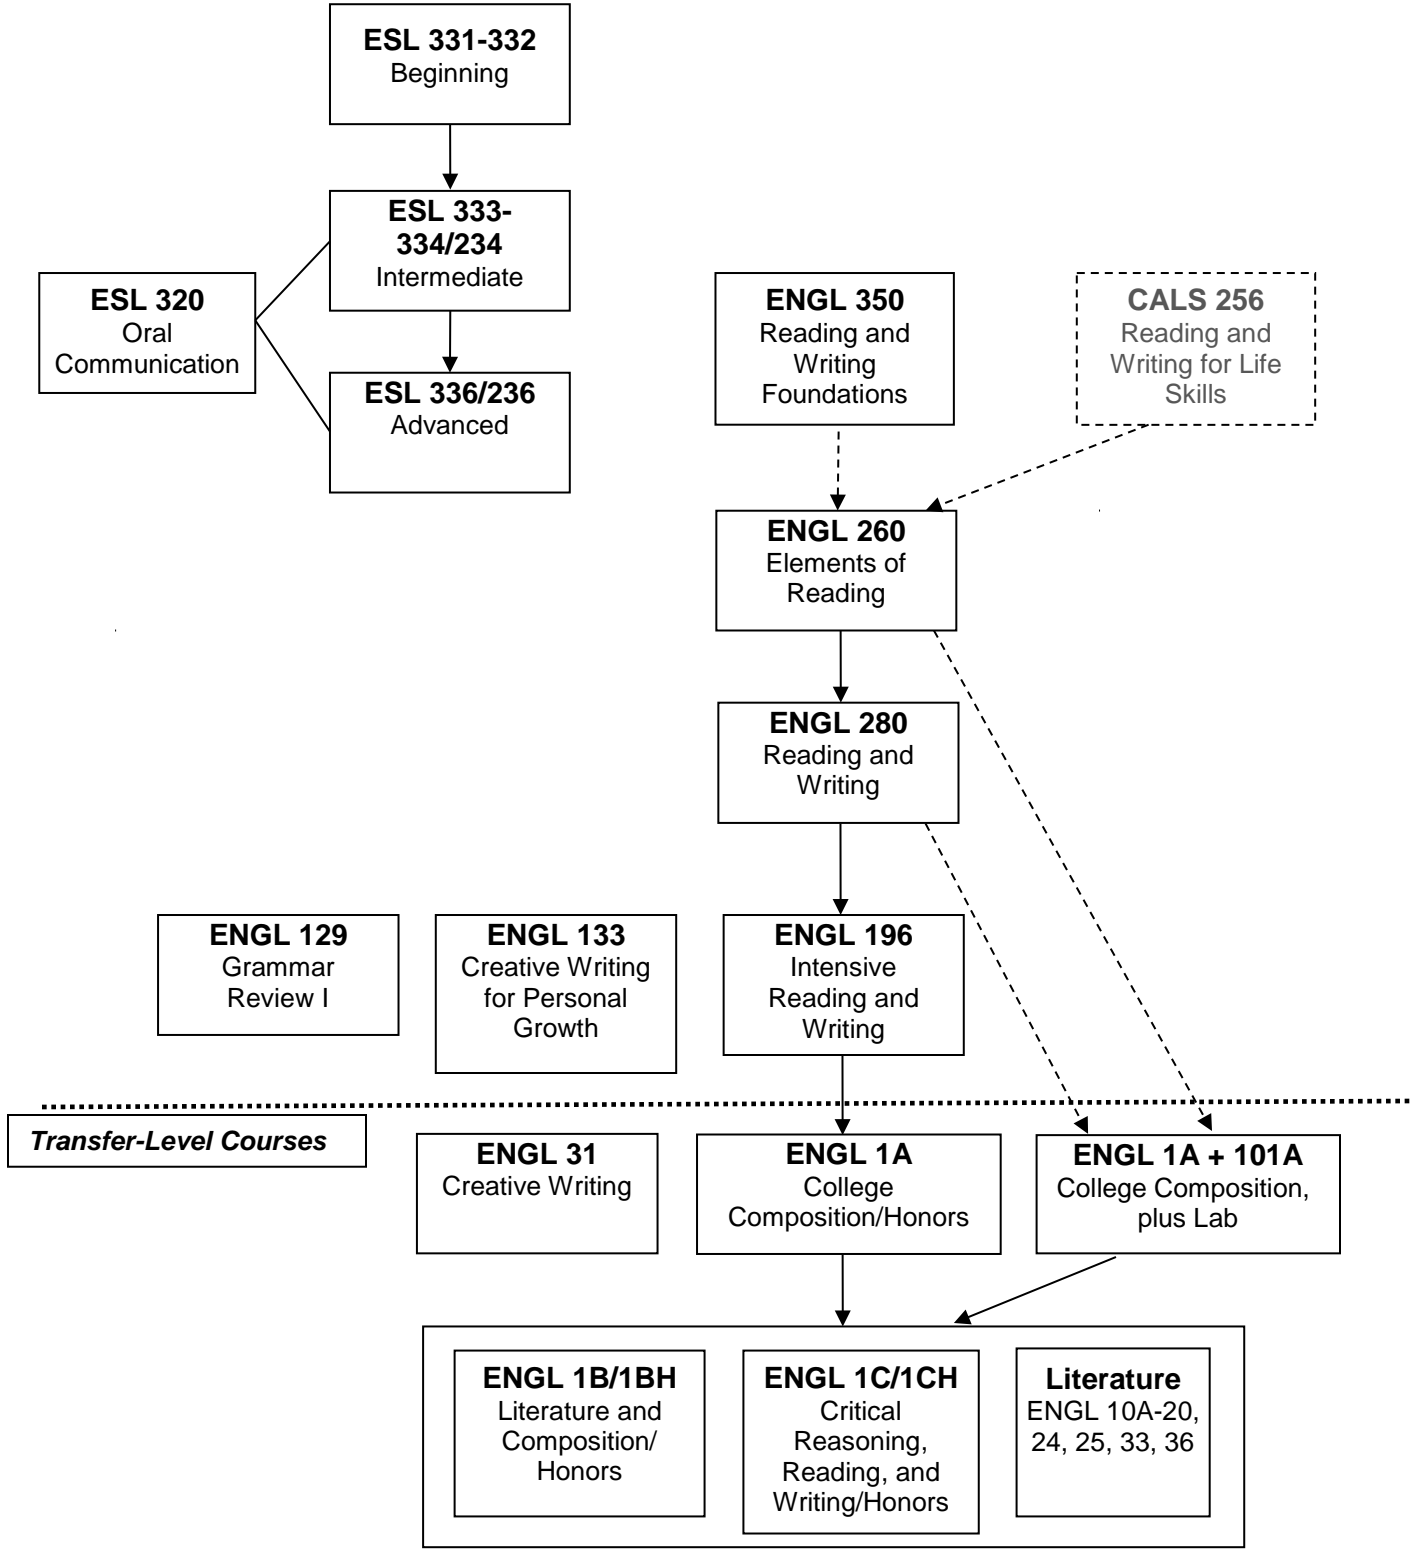 ESL 331-332
Beginning
ESL 333-
334/234
Intermediate
ESL 320
Oral
Communication
ESL 336/236
Advanced
ENGL 350
Reading and
Writing
Foundations
CALS 256
Reading and
Writing for Life
Skills
ENGL 260
Elements of
Reading
ENGL 280
Reading and
Writing
ENGL 129
Grammar
Review I
ENGL 133
Creative Writing
for Personal
Growth
ENGL 196
Intensive
Reading and
Writing
Transfer-Level Courses
ENGL 31
Creative Writing
ENGL 1A
College
Composition/Honors
ENGL 1A + 101A
College Composition,
plus Lab
ENGL 1B/1BH
Literature and
Composition/
Honors
ENGL 1C/1CH
Critical
Reasoning,
Reading, and
Writing/Honors
Literature
ENGL 10A-20,
24, 25, 33, 36